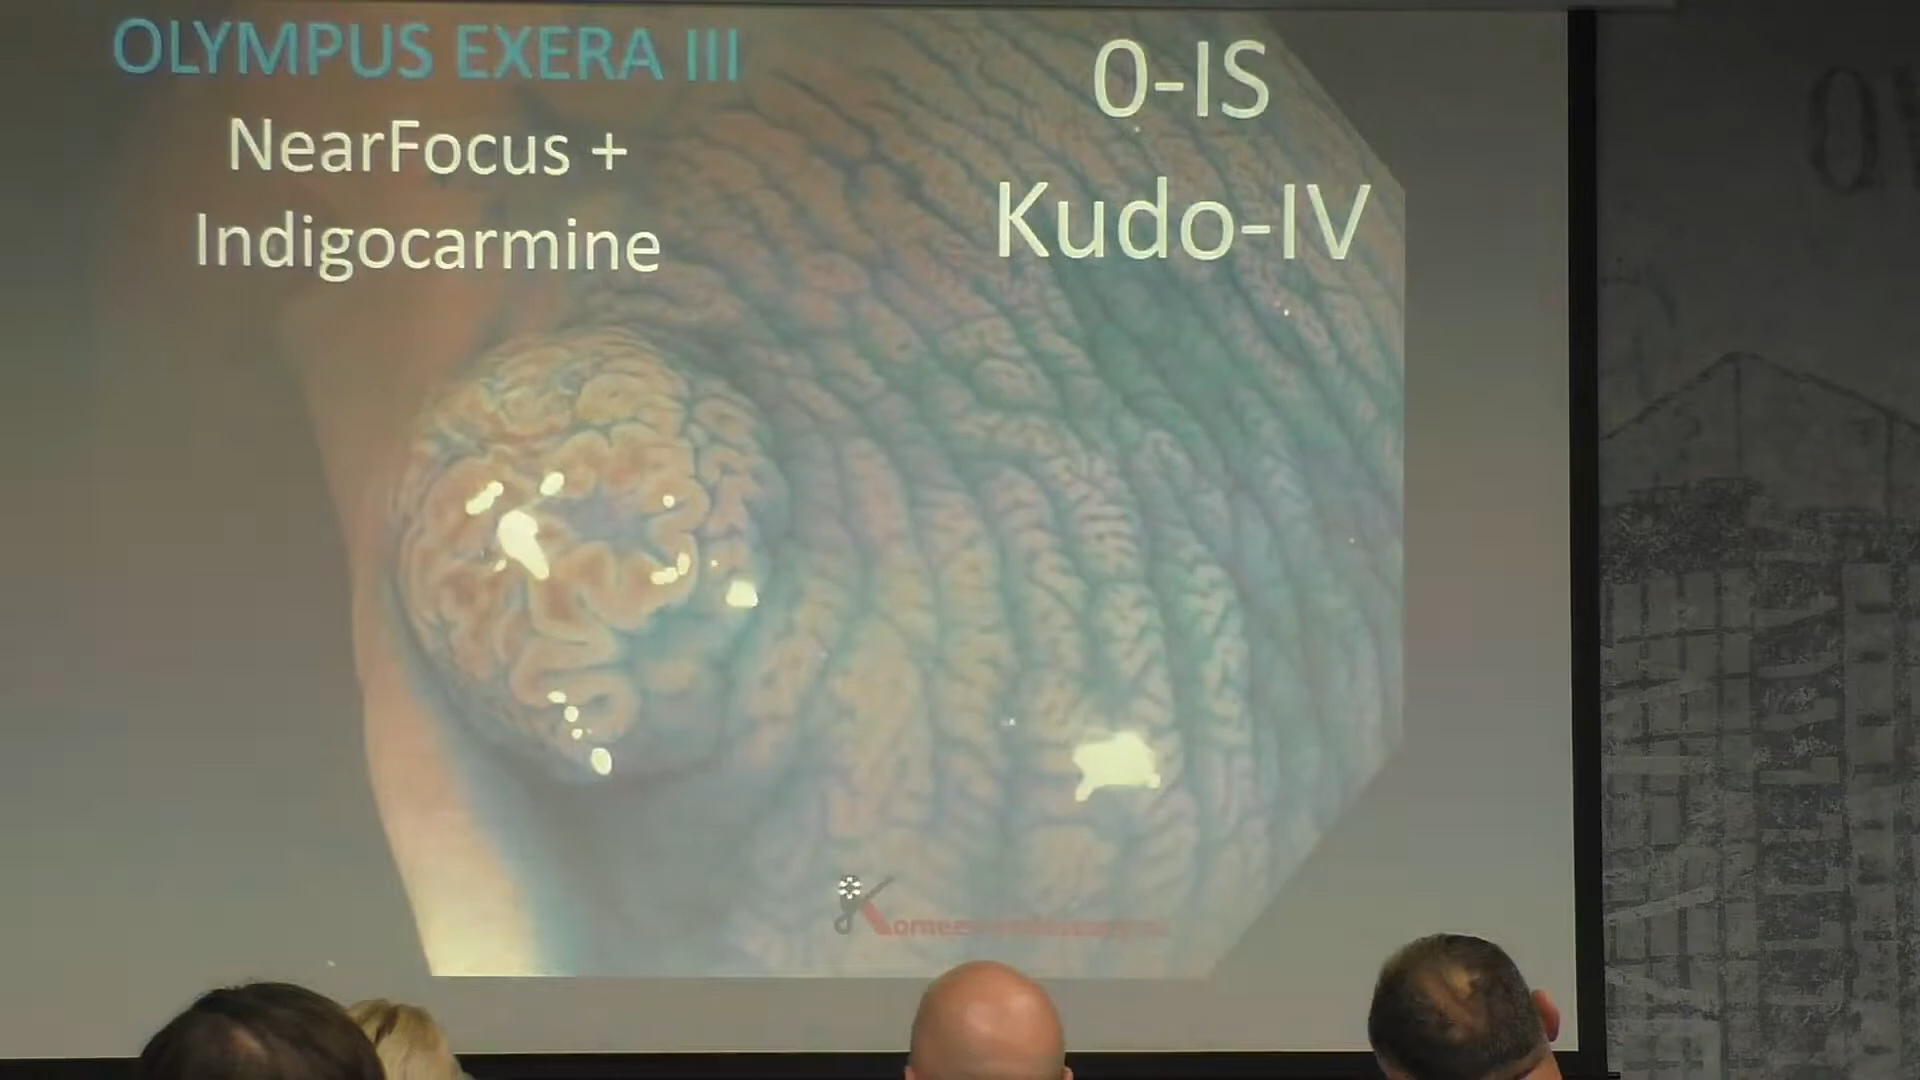 OLYMPUS EXERA III
NearFocus +
Indigocarmine
0-IS
Kudo-IV